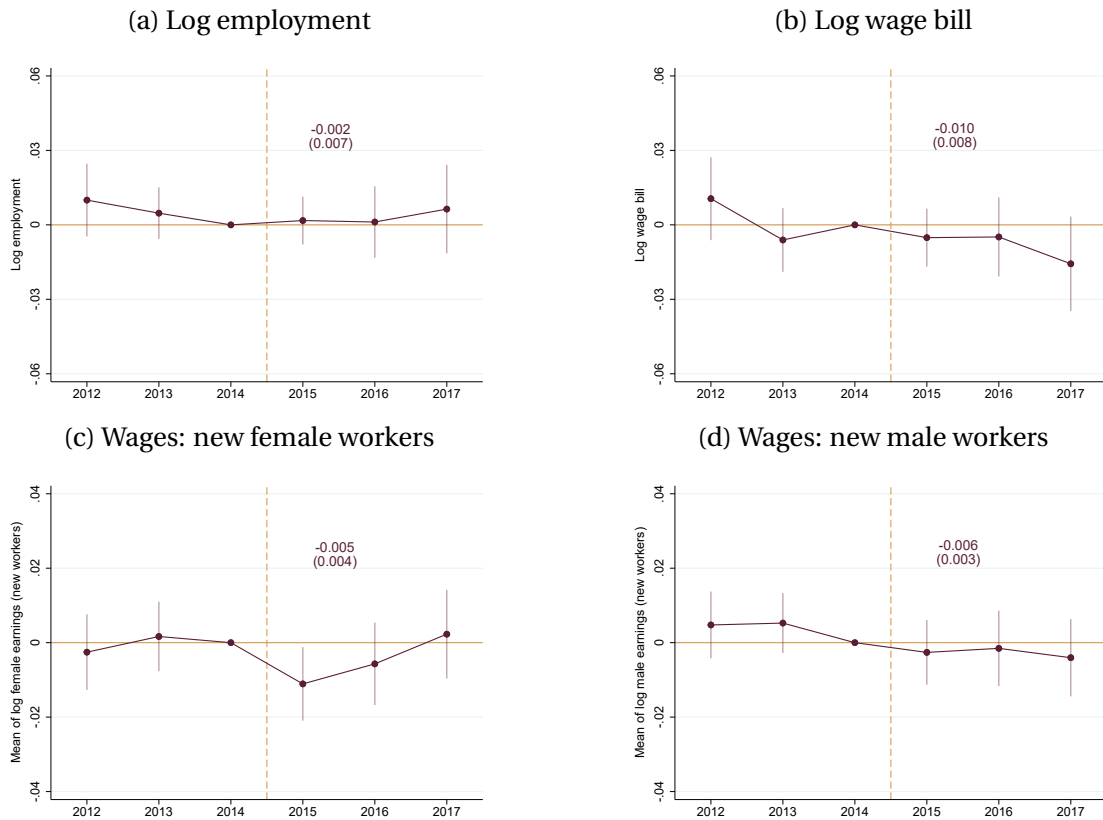 (a) Log employment
Log employment
.06
.03
0
-.03
-.06
-0.002
(0.007)
2012 2013 2014 2015 2016 2017
(b) Log wage bill
Log wage bill
.06
.03
0
-.03
-.06
-0.010
(0.008)
2012 2013 2014 2015 2016 2017
(c) Wages: new female workers
Mean of log female earnings (new workers)
.04
.02
0
-.02
-.04
-0.005
(0.004)
2012 2013 2014 2015 2016 2017
(d) Wages: new male workers
Mean of log male earnings (new workers)
.04
.02
0
-.02
-.04
-0.006
(0.003)
2012 2013 2014 2015 2016 2017